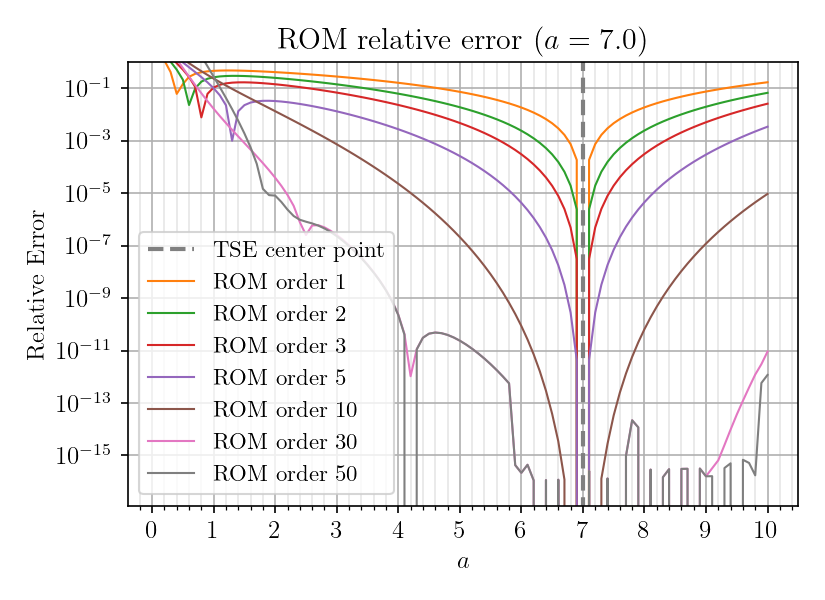 ROM relative error (a = 7.0)
Relative Error
10⁻¹
10⁻³
10⁻⁵
10⁻⁷
10⁻⁹
10⁻¹¹
10⁻¹³
10⁻¹⁵
TSE center point
ROM order 1
ROM order 2
ROM order 3
ROM order 5
ROM order 10
ROM order 30
ROM order 50
0 1 2 3 4 5 6 7 8 9 10
a